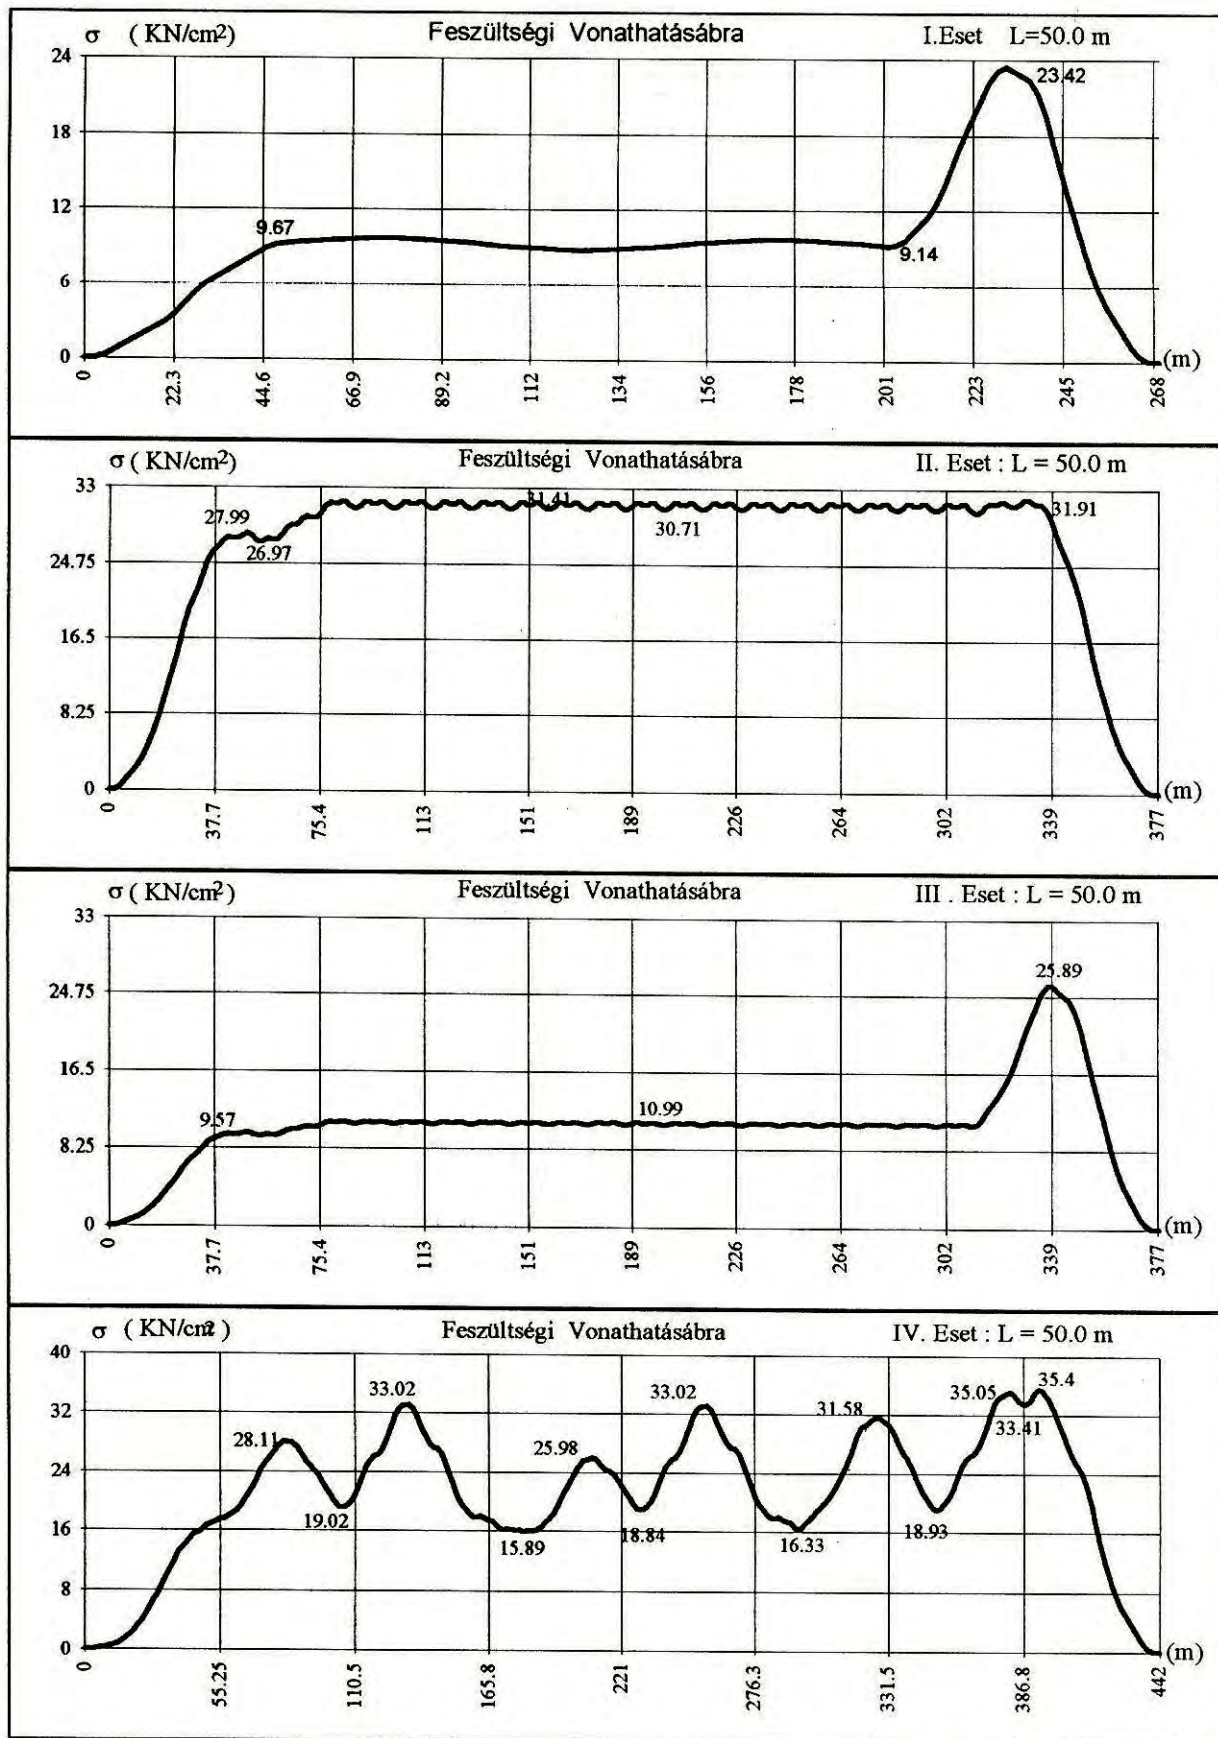 σ ( KN/cm²) Feszültségi Vonathatásábra I.Eset L=50.0 m
24
23.42
18
12
9.67
9.14
6
0
(m)
0 22.3 44.6 66.9 89.2 112 134 156 178 201 223 245 268
σ ( KN/cm²) Feszültségi Vonathatásábra II. Eset : L = 50.0 m
33
31.41
27.99
31.91
30.71
26.97
24.75
16.5
8.25
0
(m)
0 37.7 75.4 113 151 189 226 264 302 339 377
σ ( KN/cm²) Feszültségi Vonathatásábra III . Eset : L = 50.0 m
33
25.89
24.75
16.5
9.57
10.99
8.25
0
(m)
0 37.7 75.4 113 151 189 226 264 302 339 377
σ ( KN/cm2 ) Feszültségi Vonathatásábra IV. Eset : L = 50.0 m
40
33.02 33.02 31.58 35.05 35.4
32
28.11 25.98 33.41
24
19.02 15.89 18.84 16.33 18.93
16
8
0
(m)
0 55.25 110.5 165.8 221 276.3 331.5 386.8 442